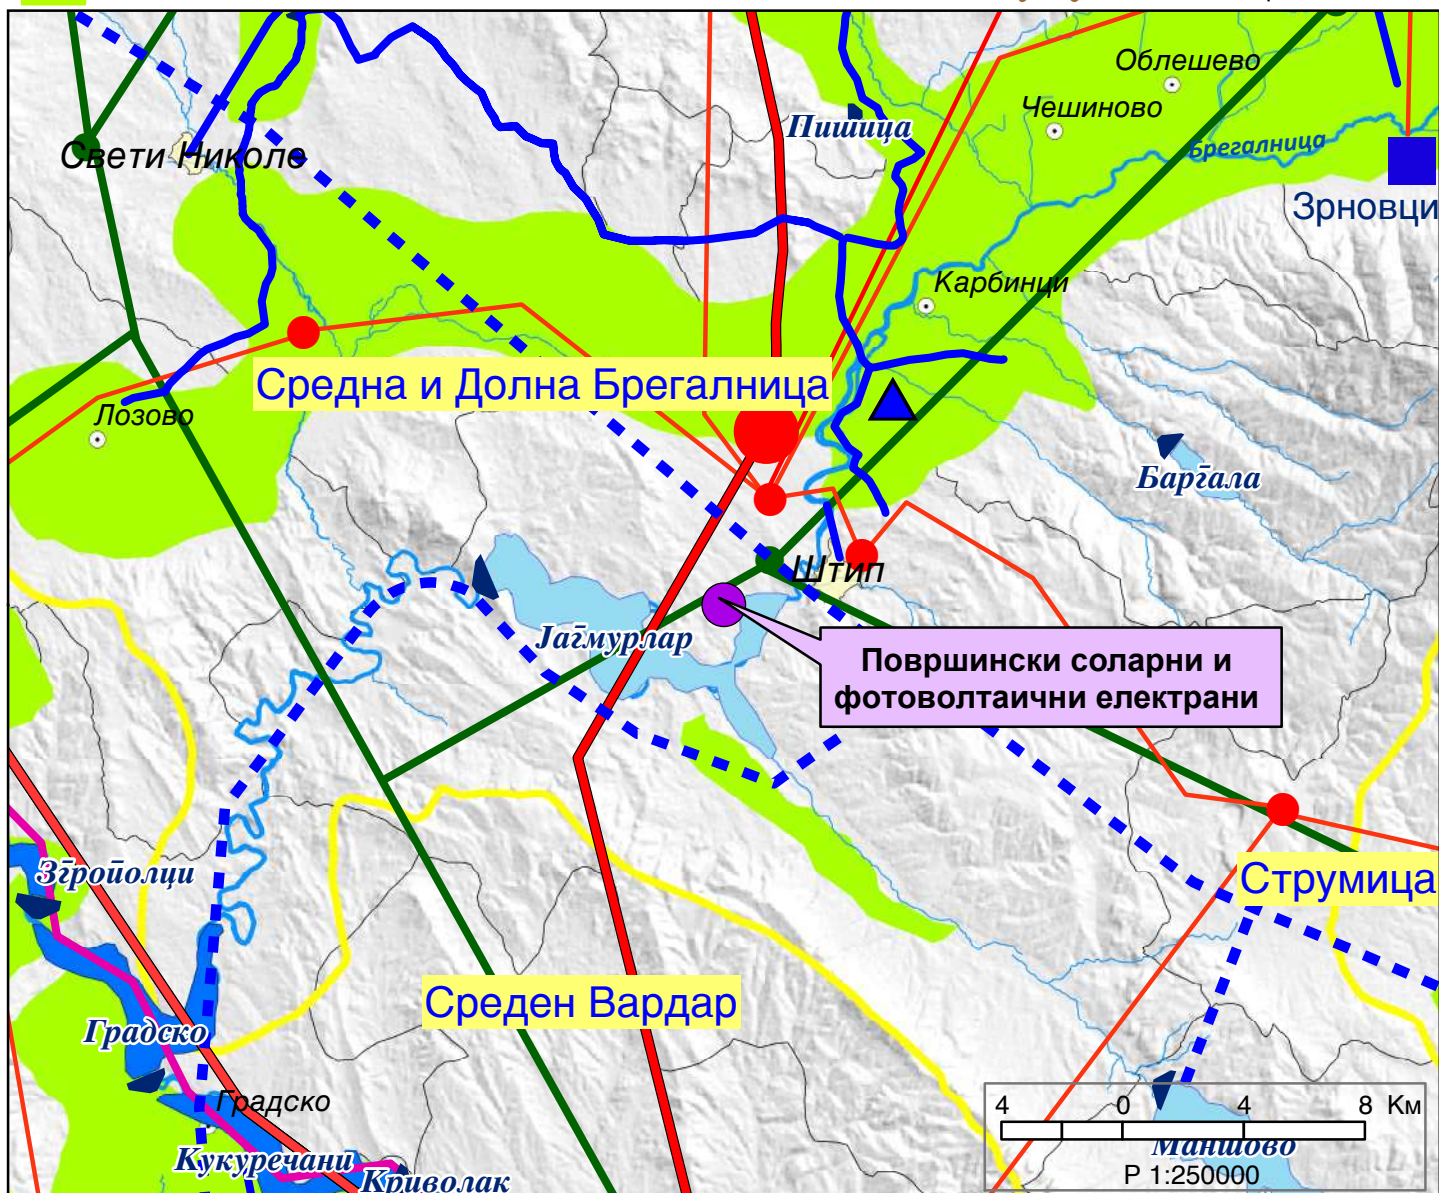 Облешево
Чешиново
Пишица
Брегалница
Свети Николе
Зрновци
Карбинци
Средна и Долна Брегалница
Лозово
Баргала
Штип
Јагмурлар
Површински соларни и
фотоволтаични електрани
Згрополци
Струмица
Среден Вардар
Градско
Градско
4 0 4 8 Км
Маншово
Р 1:250000
Кукуречани
Криволак